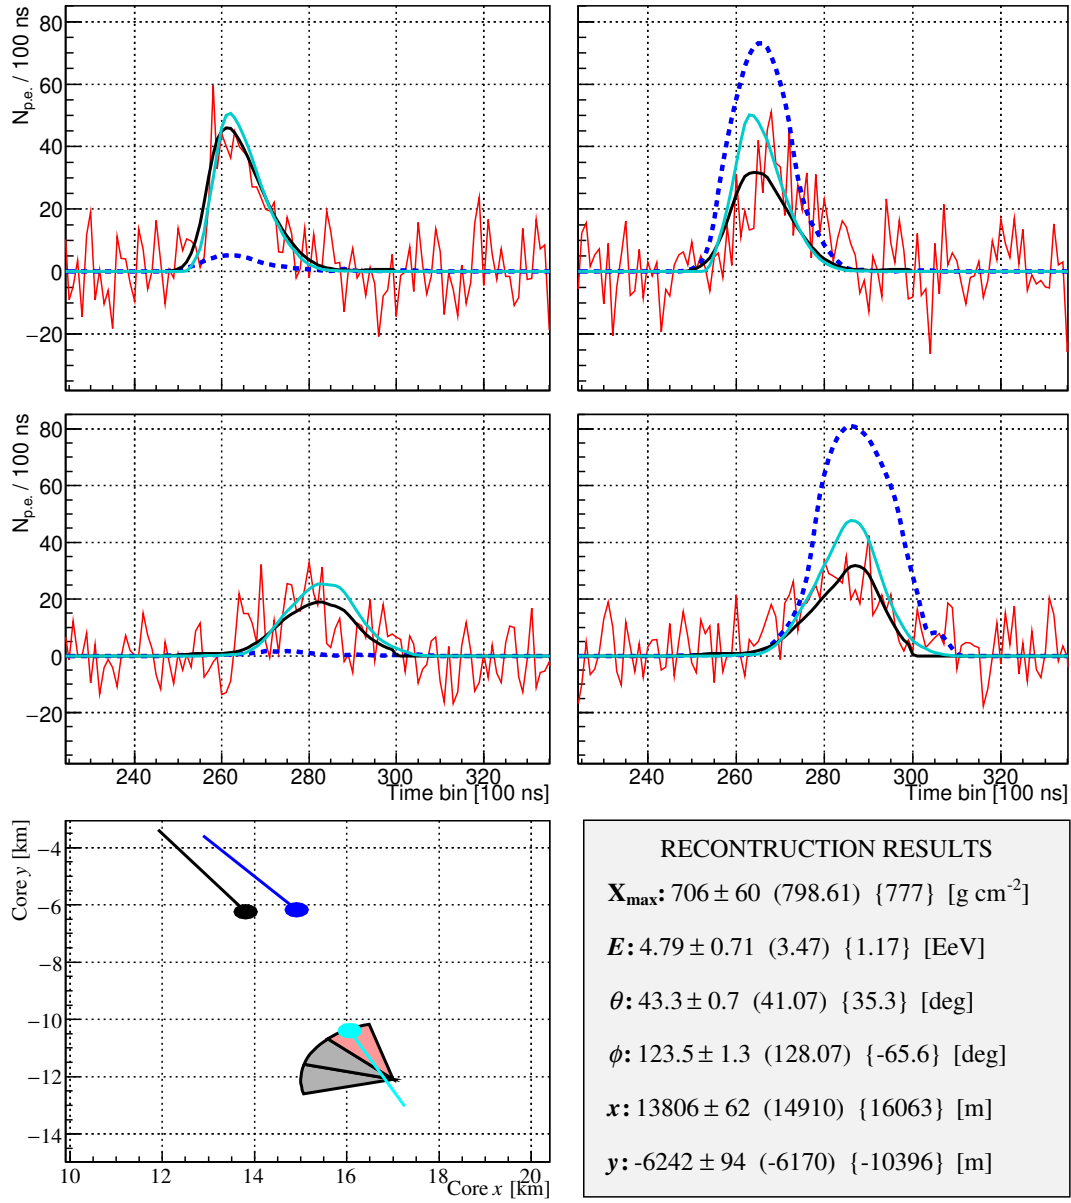 N_p.e. / 100 ns
80
60
40
20
0
−20
N_p.e. / 100 ns
80
60
40
20
0
−20
240 260 280 300 320
Time bin [100 ns]
240 260 280 300 320
Time bin [100 ns]
Core y [km]
−4
−6
−8
−10
−12
−14
10 12 14 16 18 20
Core x [km]
RECONTRUCTION RESULTS
X_max: 706 ± 60 (798.61) {777} [g cm^-2]
E: 4.79 ± 0.71 (3.47) {1.17} [EeV]
θ: 43.3 ± 0.7 (41.07) {35.3} [deg]
ϕ: 123.5 ± 1.3 (128.07) {-65.6} [deg]
x: 13806 ± 62 (14910) {16063} [m]
y: -6242 ± 94 (-6170) {-10396} [m]